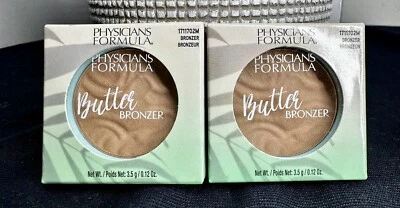 PHYSICIANS
FORMULA®
1711702M
BRONZER
BRONZEUR
PHYSICIANS
FORMULA
Butter
BRONZER
Net Wt. / Poids Net: 3.5 g / 0.12 Oz.
PHYSICIANS
FORMULA®
1711702M
BRONZER
BRONZEUR
PHYSICIANS
FORMULA
Butter
BRONZER
Net Wt. / Poids Net: 3.5 g / 0.12 Oz.